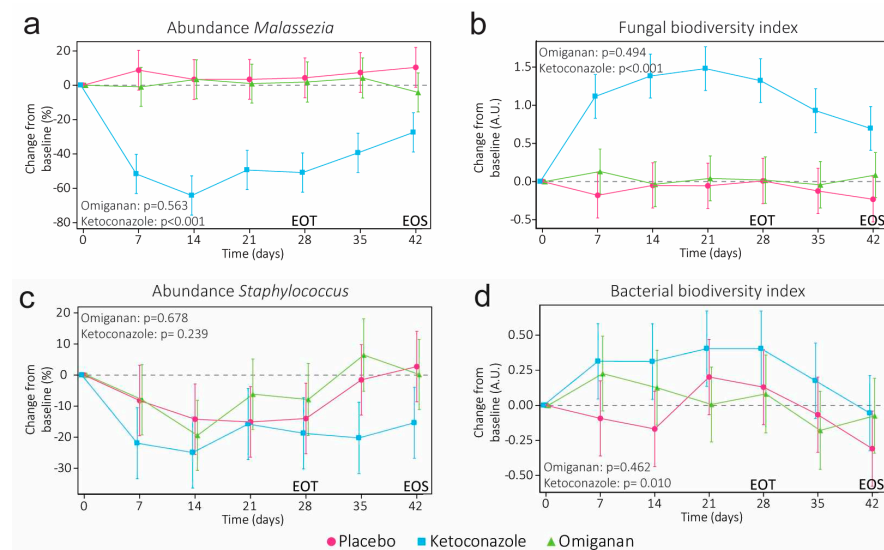 a
Abundance Malassezia
20
0
-20
-40
-60
-80
Change from
baseline (%)
Omiganan: p=0.563
Ketoconazole: p<0.001
EOT
EOS
0 7 14 21 28 35 42
Time (days)
b
Fungal biodiversity index
Omiganan: p=0.494
Ketoconazole: p<0.001
1.5
1.0
0.5
0.0
-0.5
Change from
baseline (A.U.)
EOT
EOS
0 7 14 21 28 35 42
Time (days)
c
Abundance Staphylococcus
Omiganan: p=0.678
Ketoconazole: p= 0.239
20
10
0
-10
-20
-30
Change from
baseline (%)
EOT
EOS
0 7 14 21 28 35 42
Time (days)
d
Bacterial biodiversity index
0.50
0.25
0.00
-0.25
-0.50
Change from
baseline (A.U.)
Omiganan: p=0.462
Ketoconazole: p= 0.010
EOT
EOS
0 7 14 21 28 35 42
Time (days)
Placebo Ketoconazole Omiganan